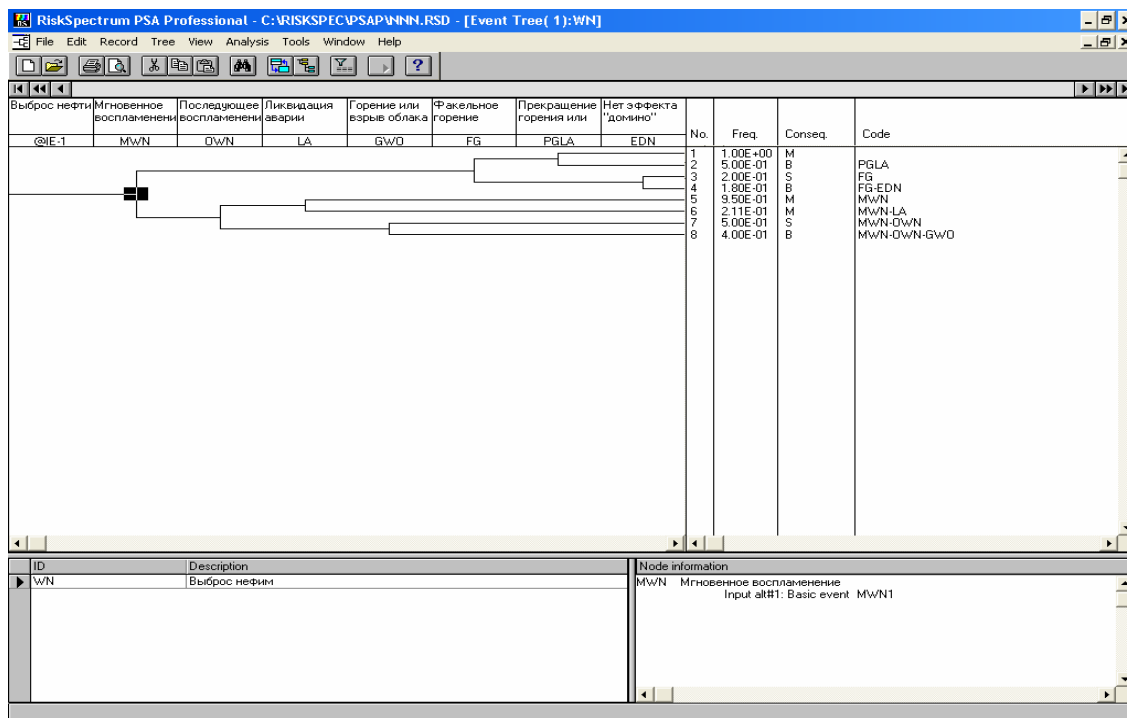 RiskSpectrum PSA Professional - C:\RISKSPEC\PSAP\NNN.RSD - [Event Tree( 1):WN]
File Edit Record Tree View Analysis Tools Window Help
Выброс нефти Мгновенное Последующее Ликвидация Горение или Факельное Прекращение Нет эффекта
воспламенени воспламенени аварии взрыв облака горение горения или "домино"
No. Freq. Conseq. Code
@IE-1 MWN OWN LA GWO FG PGLA EDN
1 1.00E+00 M
2 5.00E-01 B PGLA
3 2.00E-01 S FG
4 1.80E-01 B FG-EDN
5 9.50E-01 M MWN
6 2.11E-01 M MWN-LA
7 5.00E-01 S MWN-OWN
8 4.00E-01 B MWN-OWN-GWO
ID Description
WN Выброс нефим
Node information
MWN Мгновенное воспламенение
Input alt#1: Basic event MWN1